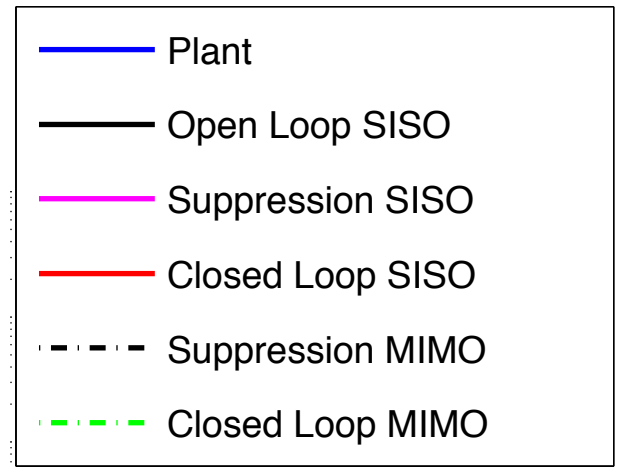 Plant
Open Loop SISO
Suppression SISO
Closed Loop SISO
Suppression MIMO
Closed Loop MIMO